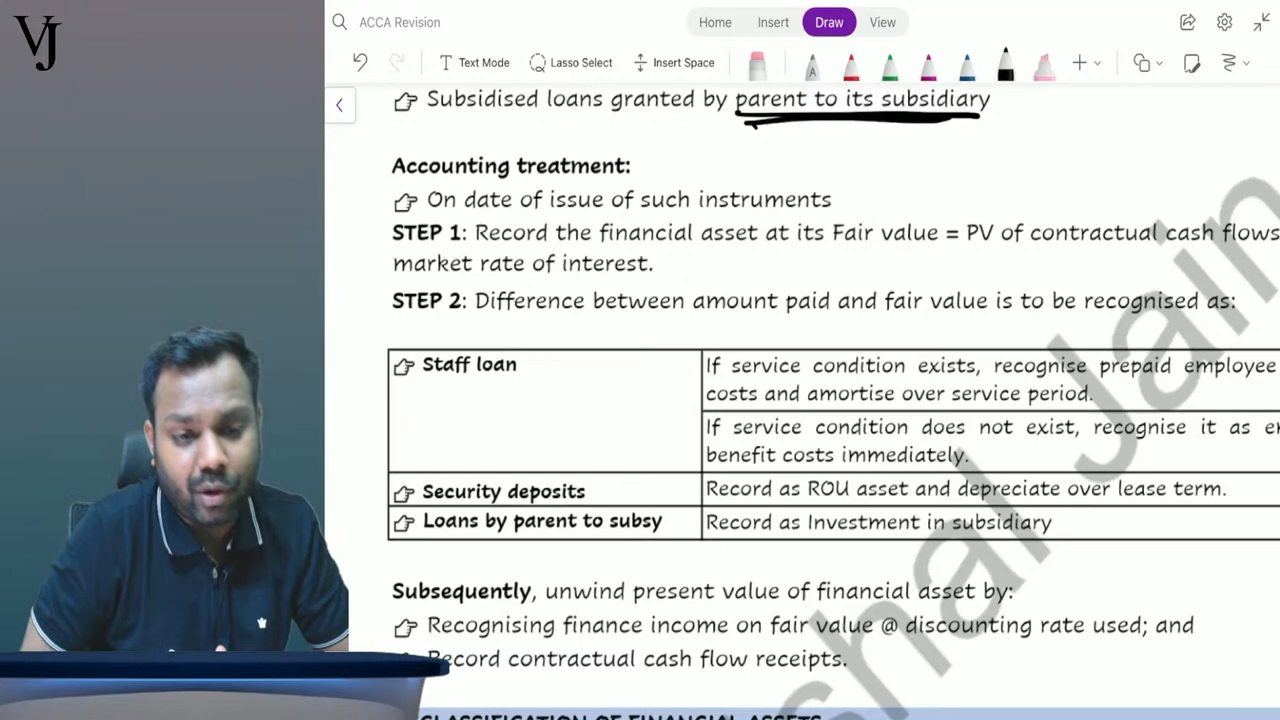 VJ
ACCA Revision
Home Insert Draw View
Text Mode Lasso Select Insert Space
Subsidised loans granted by parent to its subsidiary
Accounting treatment:
On date of issue of such instruments
STEP 1: Record the financial asset at its Fair value = PV of contractual cash flows
market rate of interest.
STEP 2: Difference between amount paid and fair value is to be recognised as:
Staff loan
If service condition exists, recognise prepaid employee
costs and amortise over service period.
If service condition does not exist, recognise it as
benefit costs immediately.
Security deposits
Record as ROU asset and depreciate over lease term.
Loans by parent to subsy
Record as Investment in subsidiary
Subsequently, unwind present value of financial asset by:
Recognising finance income on fair value @ discounting rate used; and
Record contractual cash flow receipts.
CLASSIFICATION OF FINANCIAL ASSETS
Jain